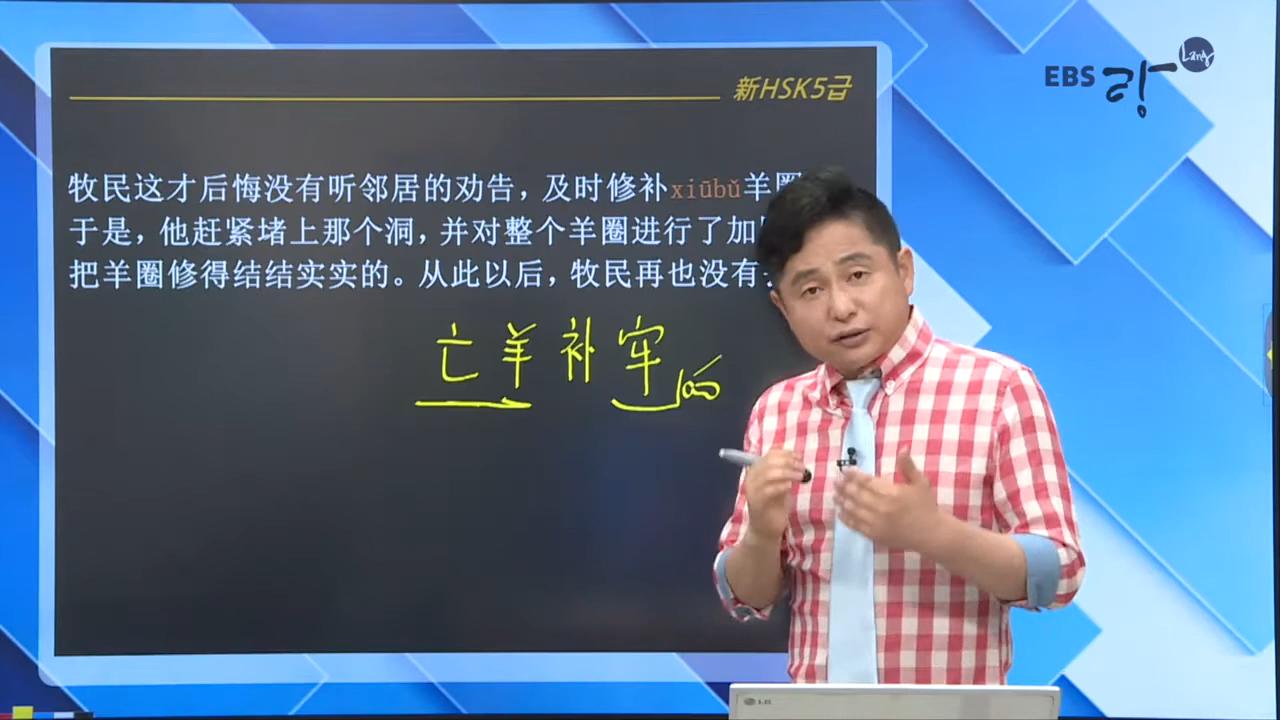 EBS 랑
Lang
新HSK5급
牧民这才后悔没有听邻居的劝告，及时修补xiūbǔ羊圈
于是，他赶紧堵上那个洞，并对整个羊圈进行了加
把羊圈修得结结实实的。从此以后，牧民再也没有
亡羊补牢
LG